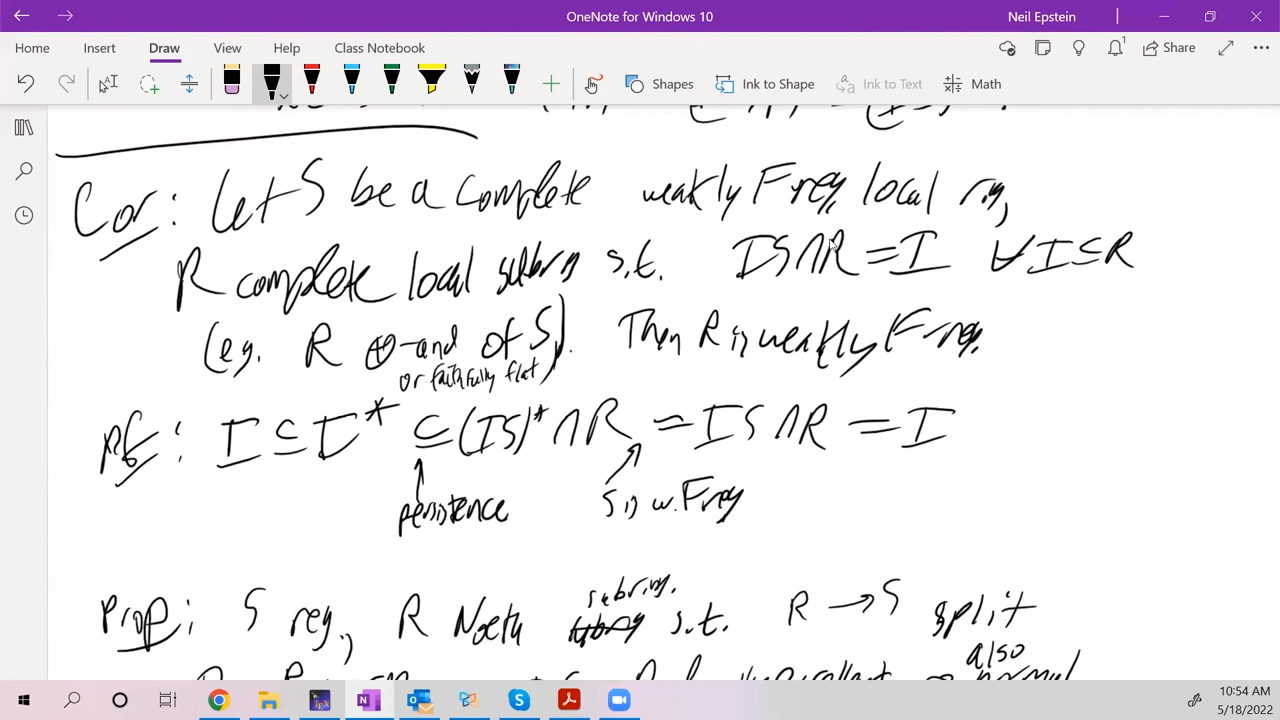 OneNote for Windows 10
Neil Epstein
Home Insert Draw View Help Class Notebook Share
Shapes Ink to Shape Ink to Text Math
Cor: Let S be a complete weakly F-reg. local ring,
R complete local subring s.t. IS∩R = I ∀I⊆R
(e.g. R ⊕-and of S). Then R is weakly F-reg.
or faithfully flat
pf: I ⊆ I* ⊆ (IS)*∩R = IS∩R = I
persistence S is w. F-reg
subring.
Prop: S reg., R Noeth s.t. R → S split
also
normal
10:54 AM
5/18/2022